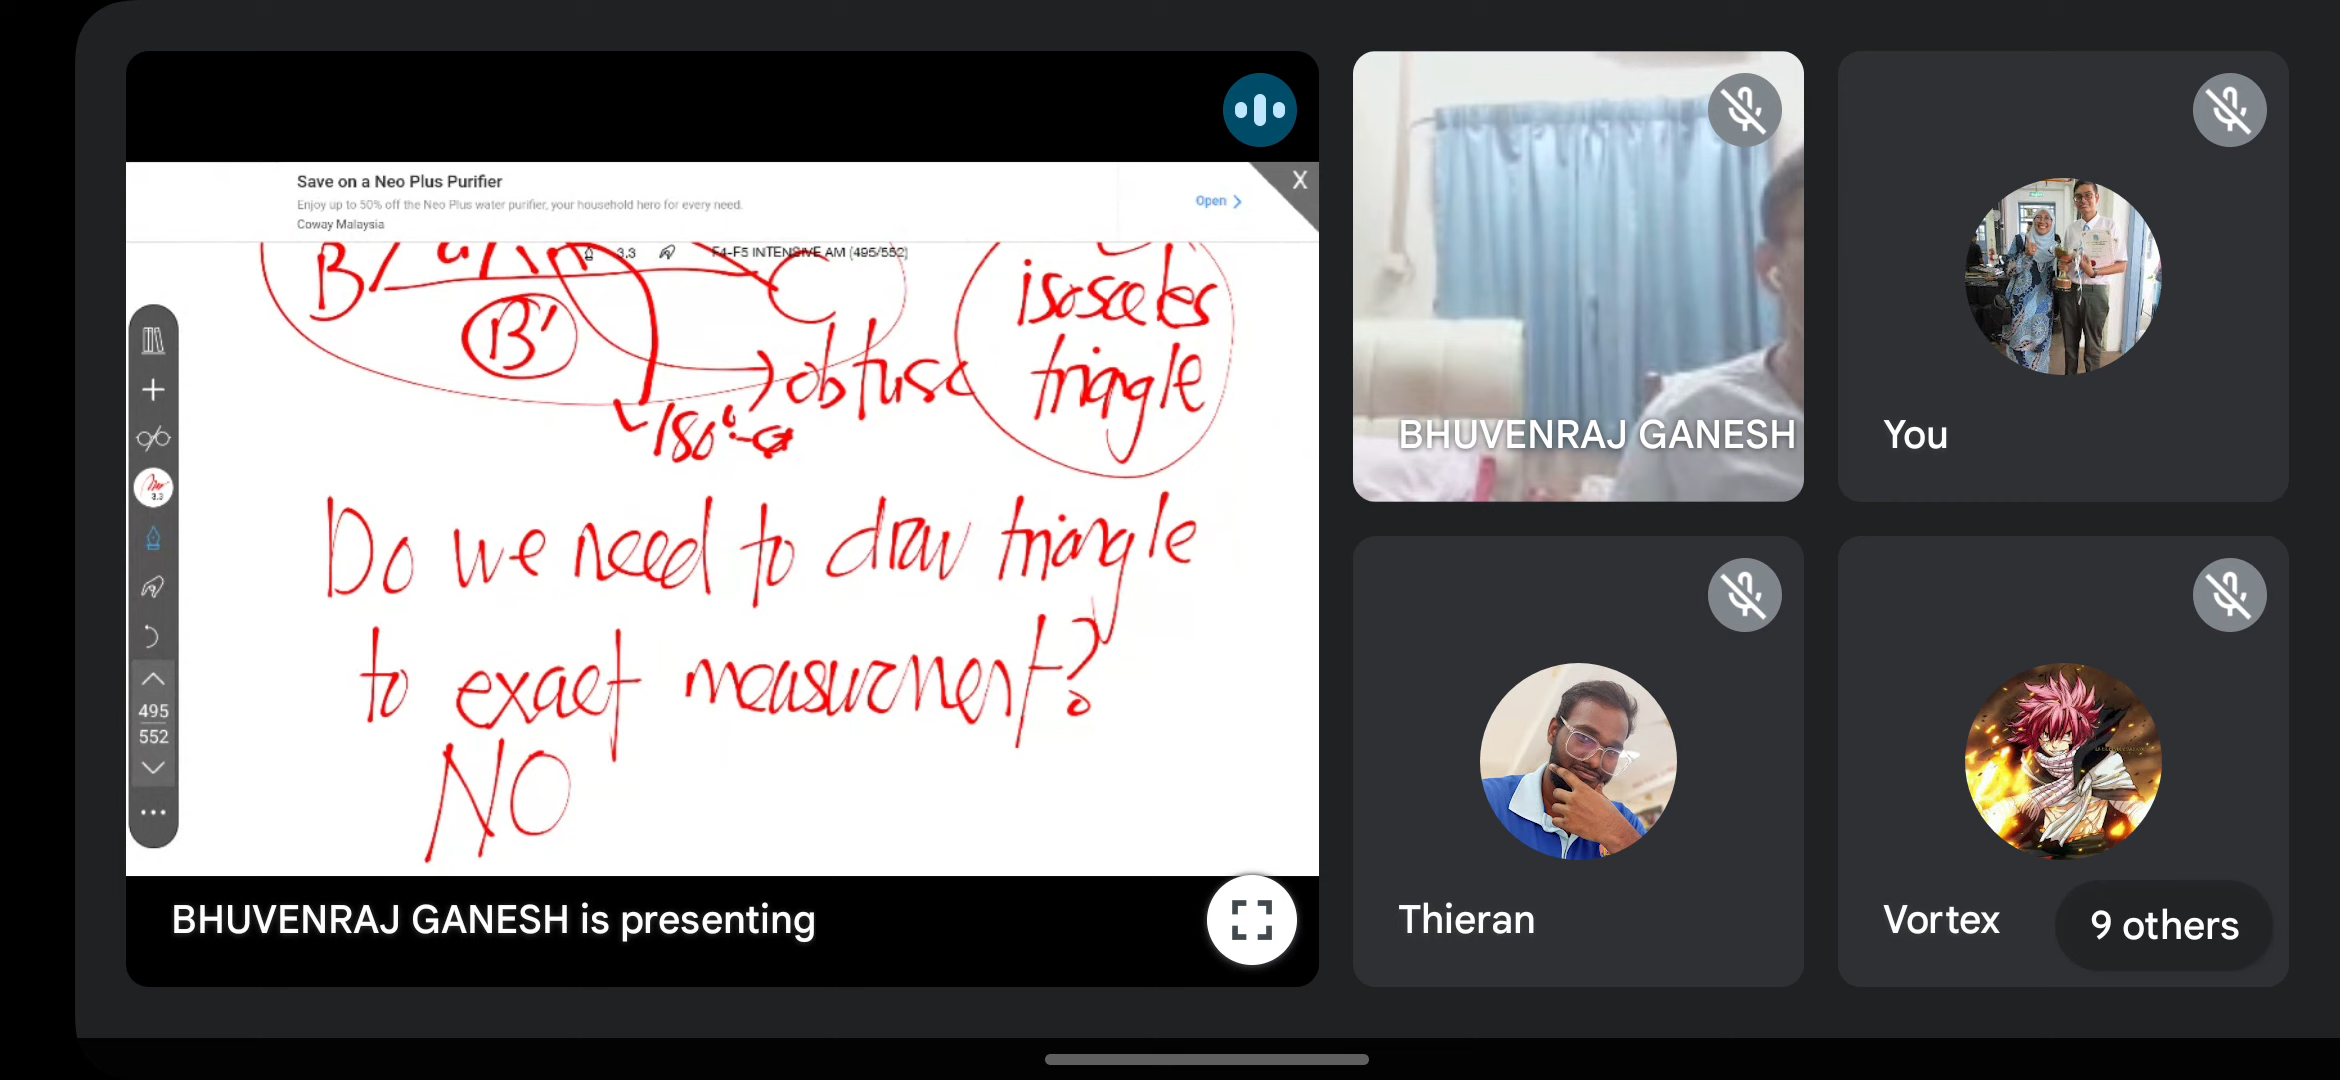 Save on a Neo Plus Purifier
Enjoy up to 50% off the Neo Plus water purifier, your household hero for every need.
Coway Malaysia
Open
X
3.3
F4-F5 INTENSIVE AM (495/552)
B
C
B'
isosceles
triangle
obtuse
180°-
Do we need to draw triangle
to exact measurment?
NO
3.3
495
552
BHUVENRAJ GANESH is presenting
BHUVENRAJ GANESH
You
Thieran
Vortex
9 others